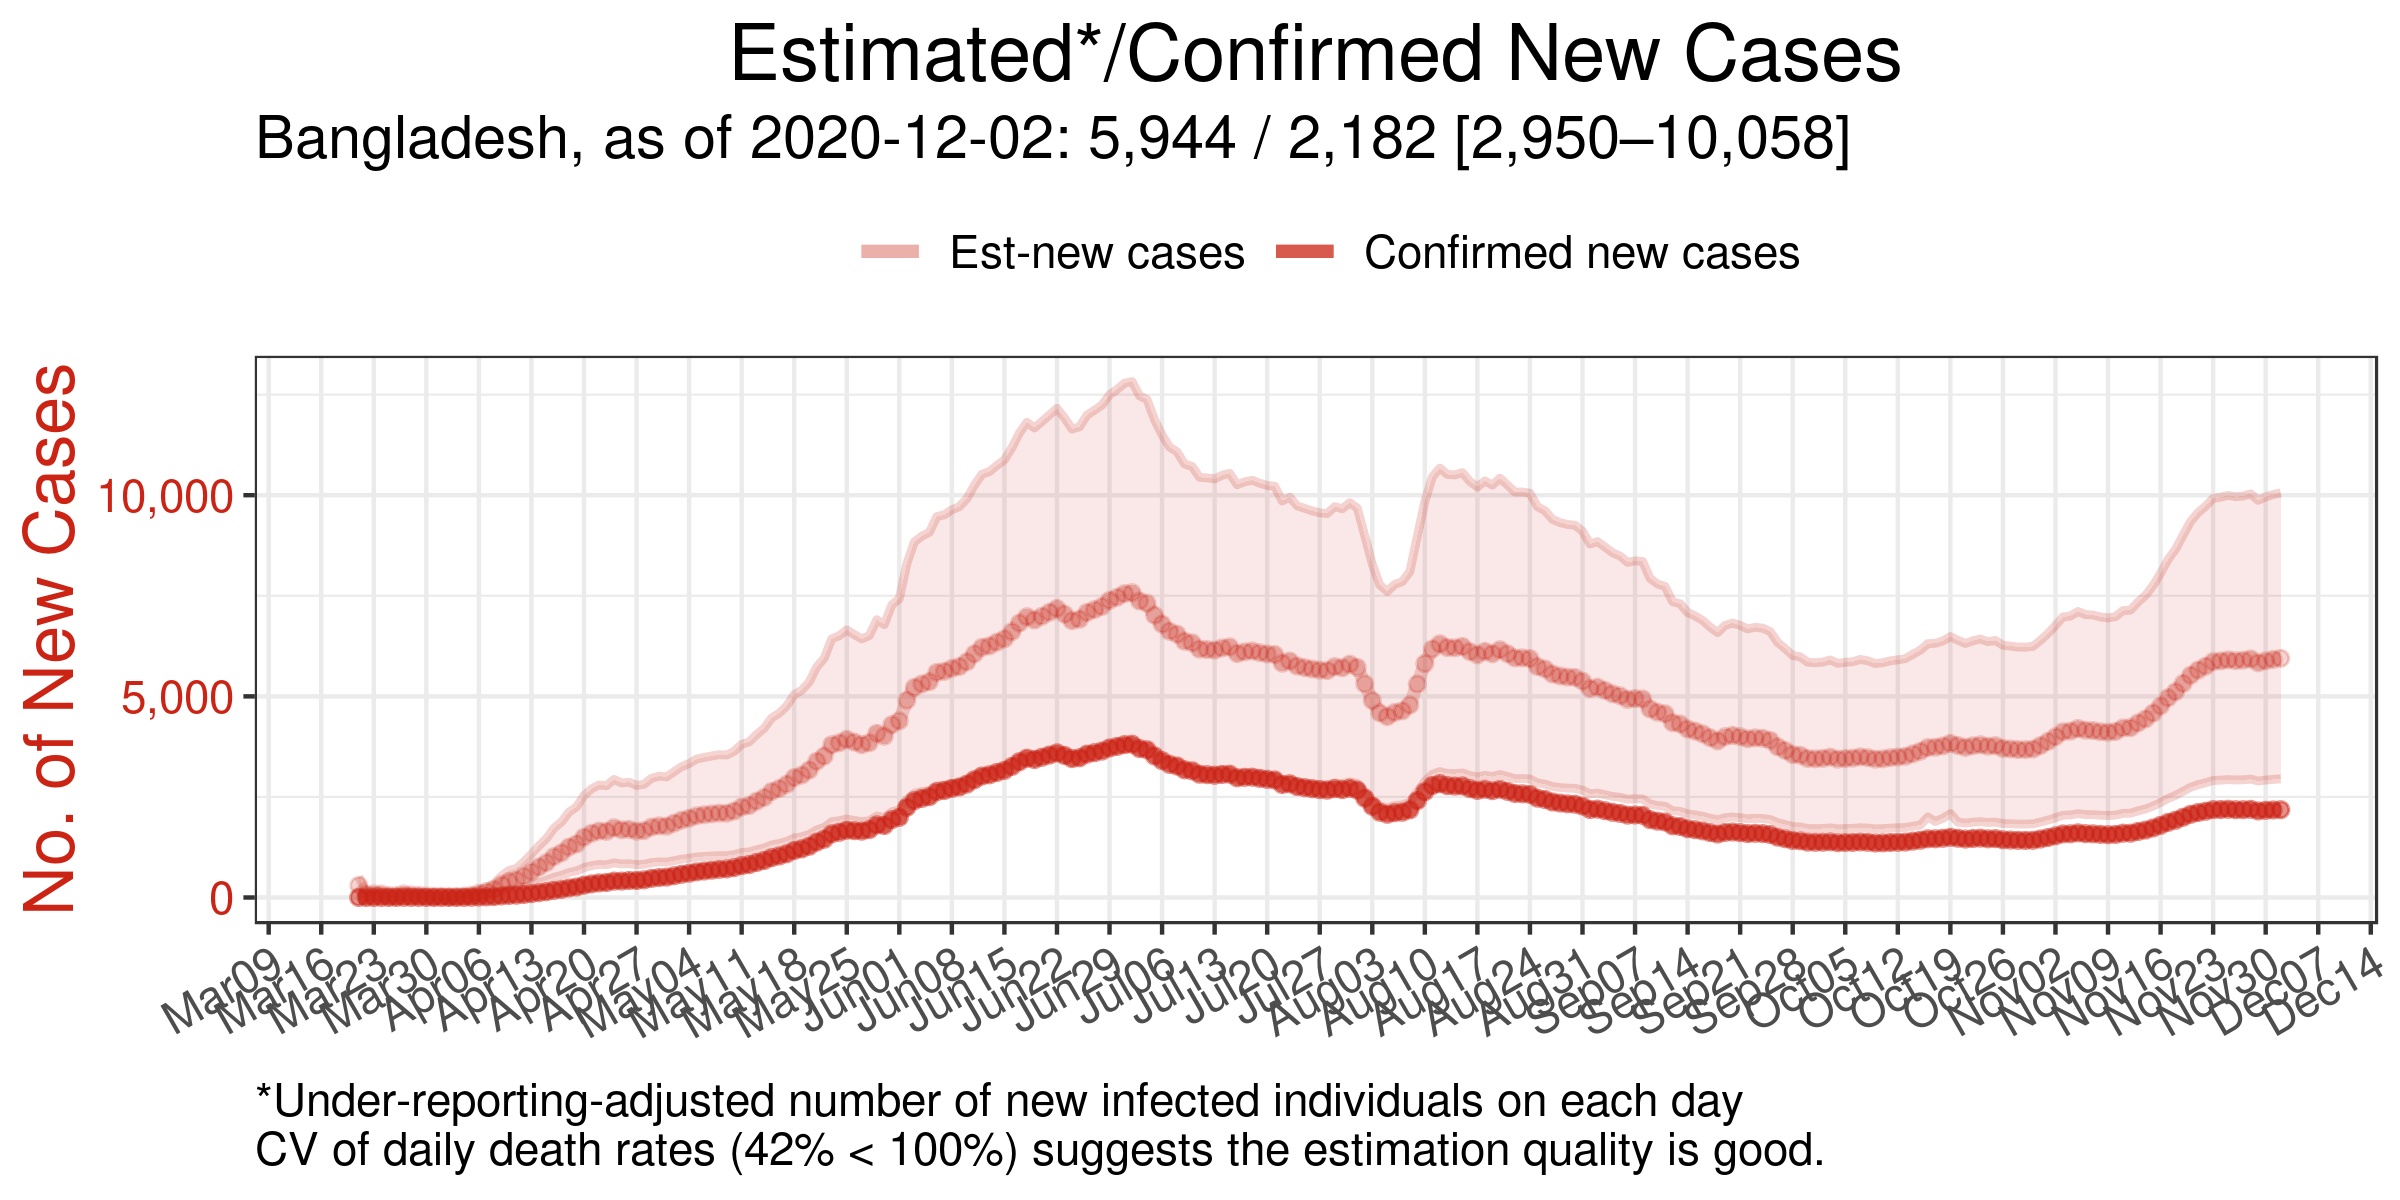 Estimated*/Confirmed New Cases
Bangladesh, as of 2020-12-02: 5,944 / 2,182 [2,950–10,058]
Est-new cases Confirmed new cases
No. of New Cases
10,000
5,000
0
Mar09 Mar16 Mar23 Mar30 Apr06 Apr13 Apr20 Apr27 May04 May11 May18 May25 Jun01 Jun08 Jun15 Jun22 Jun29 Jul06 Jul13 Jul20 Jul27 Aug03 Aug10 Aug17 Aug24 Aug31 Sep07 Sep14 Sep21 Sep28 Oct05 Oct12 Oct19 Oct26 Nov02 Nov09 Nov16 Nov23 Nov30 Dec07 Dec14
*Under-reporting-adjusted number of new infected individuals on each day
CV of daily death rates (42% < 100%) suggests the estimation quality is good.